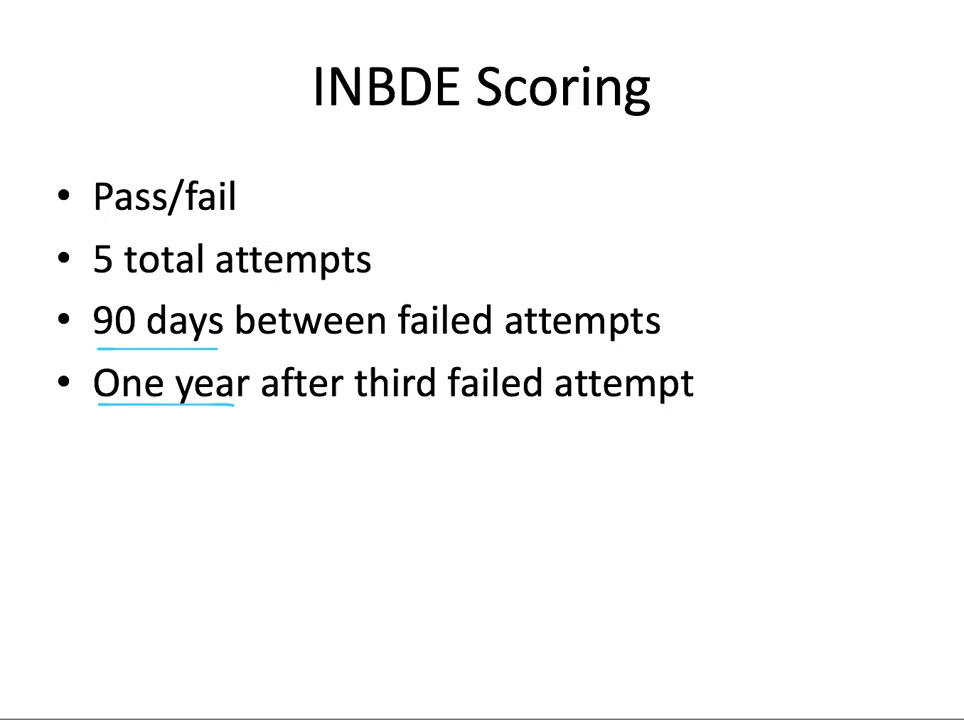 INBDE Scoring
• Pass/fail
• 5 total attempts
• 90 days between failed attempts
• One year after third failed attempt